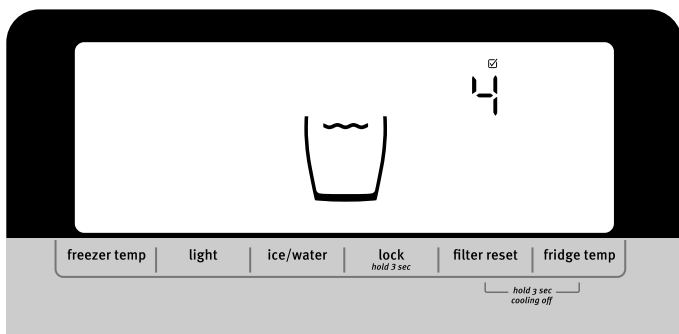 4
freezer temp light ice/water lock filter reset fridge temp
hold 3 sec
hold 3 sec
cooling off